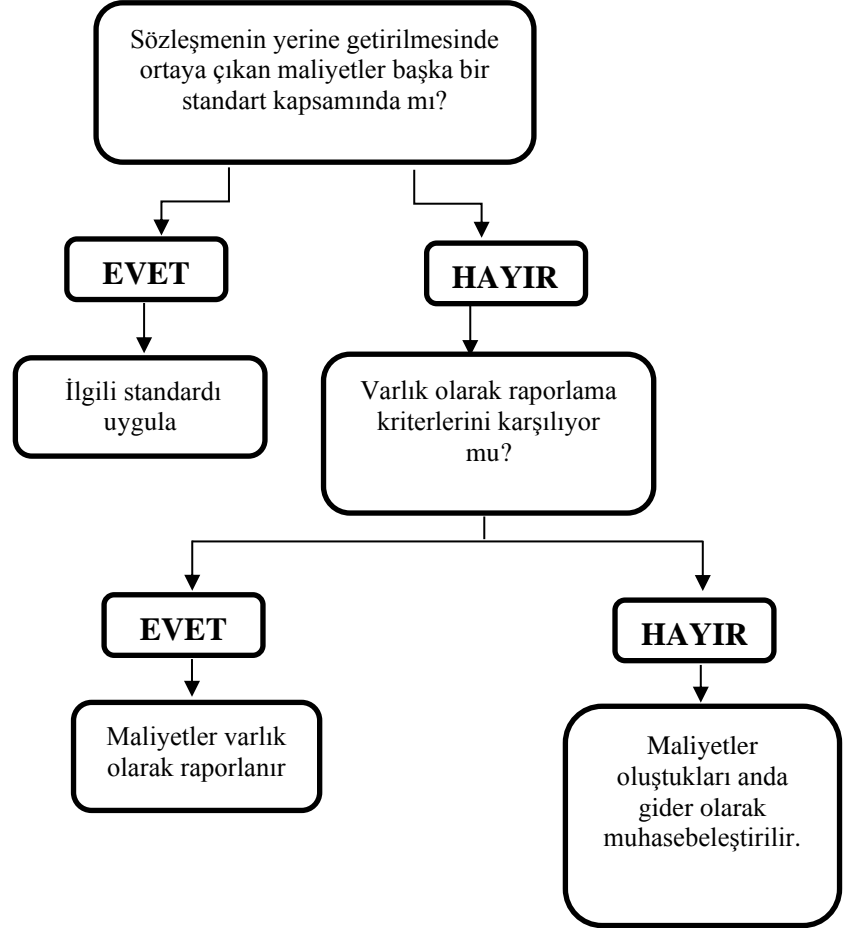 Sözleşmenin yerine getirilmesinde
ortaya çıkan maliyetler başka bir
standart kapsamında mı?
EVET
HAYIR
İlgili standardı
uygula
Varlık olarak raporlama
kriterlerini karşılıyor
mu?
EVET
HAYIR
Maliyetler varlık
olarak raporlanır
Maliyetler
oluştukları anda
gider olarak
muhasebeleştirilir.